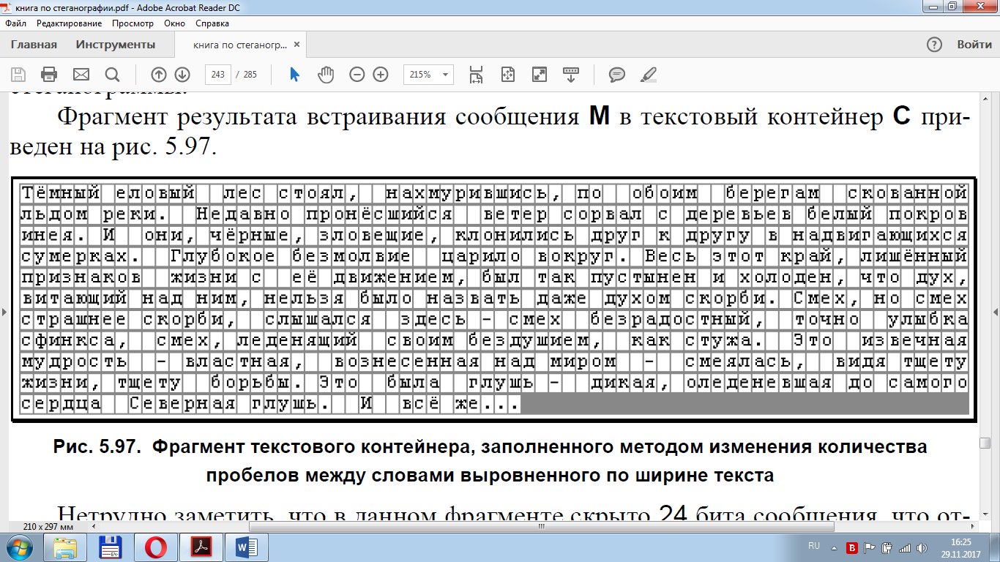 книга по стеганографии.pdf - Adobe Acrobat Reader DC
Файл Редактирование Просмотр Окно Справка
Главная Инструменты книга по стеганогр... × ? Войти
243 / 285 215%
стеганограммы.
Фрагмент результата встраивания сообщения M в текстовый контейнер C при-
веден на рис. 5.97.
Тёмный еловый  лес стоял,  нахмурившись, по  обоим  берегам  скованной
льдом реки.  Недавно пронёсшийся  ветер сорвал с деревьев белый покров
инея. И  они, чёрные, зловещие, клонились друг к другу в надвигающихся
сумерках.  Глубокое безмолвие  царило вокруг. Весь этот край, лишённый
признаков  жизни с  её движением, был так пустынен и холоден, что дух,
витающий над ним, нельзя было назвать даже духом скорби. Смех, но смех
страшнее скорби,  слышался  здесь - смех  безрадостный,  точно  улыбка
сфинкса,  смех, леденящий  своим бездушием,  как стужа.  Это  извечная
мудрость  - властная,  вознесенная над миром  -  смеялась,  видя тщету
жизни, тщету  борьбы. Это  была  глушь -  дикая, оледеневшая до самого
сердца  Северная глушь.  И  всё же...
Рис. 5.97. Фрагмент текстового контейнера, заполненного методом изменения количества
пробелов между словами выровненного по ширине текста
Нетрудно заметить, что в данном фрагменте скрыто 24 бита сообщения, что от-
210 x 297 мм
64
W
RU
B
16:25
29.11.2017